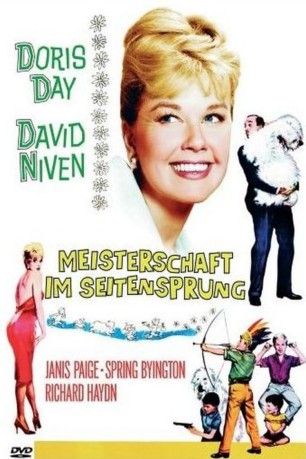 DORIS
DAY
DAVID
NIVEN
MEISTERSCHAFT
IM SEITENSPRUNG
JANIS PAIGE - SPRING BYINGTON
RICHARD HAYDN
DVD